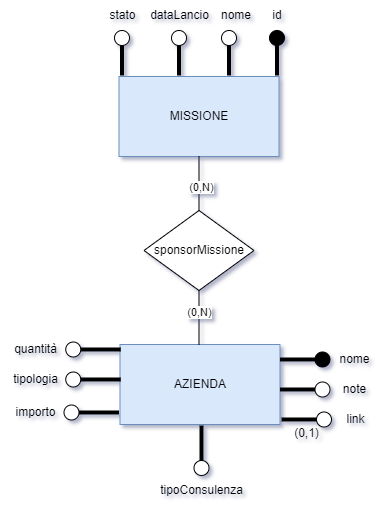 stato dataLancio nome id
MISSIONE
(0,N)
sponsorMissione
(0,N)
quantità
nome
tipologia
AZIENDA
note
importo
link
(0,1)
tipoConsulenza